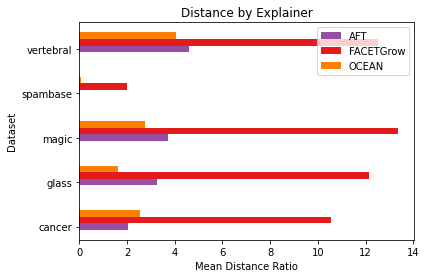 Distance by Explainer
AFT
FACETGrow
OCEAN
Dataset
vertebral
spambase
magic
glass
cancer
0 2 4 6 8 10 12 14
Mean Distance Ratio